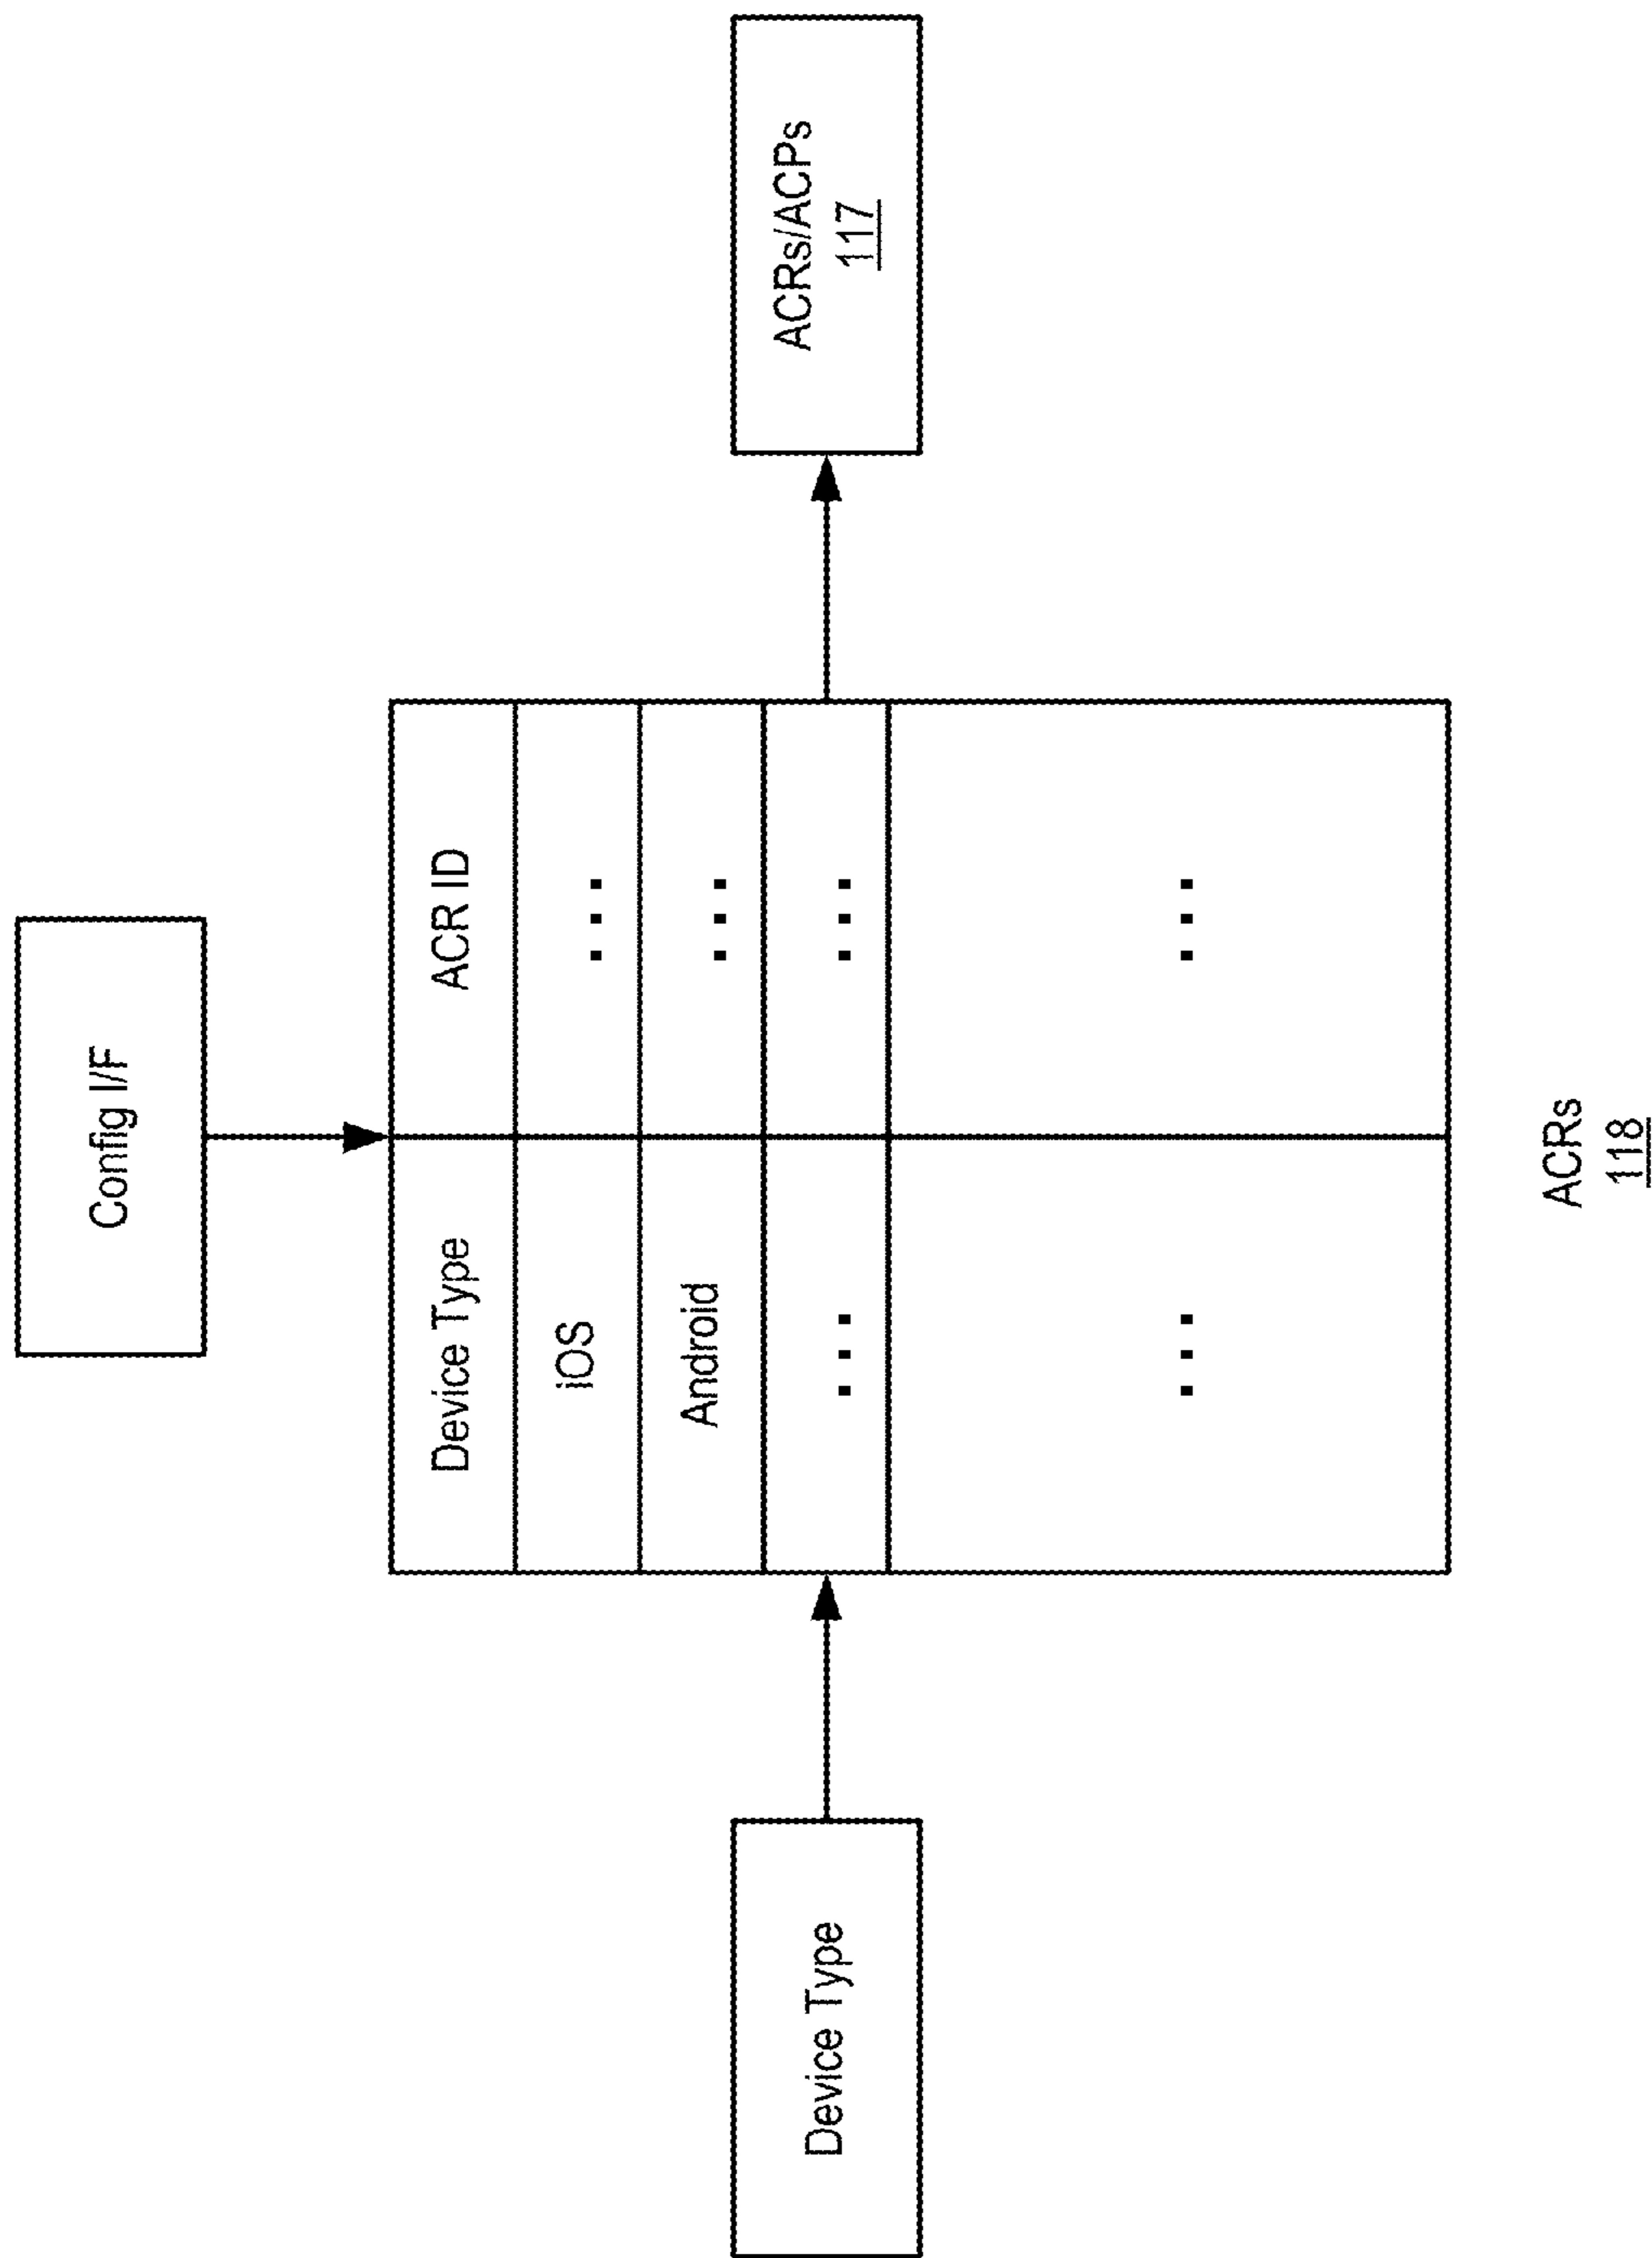 Config I/F
Device Type
ACR ID
iOS
...
Android
...
...
...
...
...
Device Type
ACRs/ACPs
117
ACRs
118